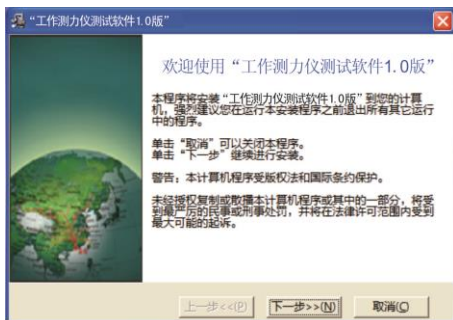 “工作测力仪测试软件1.0版”
欢迎使用“工作测力仪测试软件1.0版”
本程序将安装“工作测力仪测试软件1.0版”到您的计算
机，强烈建议您在运行本安装程序之前退出所有其它运行
中的程序。
单击“取消”可以关闭本程序。
单击“下一步”继续进行安装。
警告：本计算机程序受版权法和国际条约保护。
未经授权复制或散播本计算机程序或其中的一部分，将受
到最严厉的民事或刑事处罚，并将在法律许可范围内受到
最大可能的起诉。
上一步<<(P) 下一步>>(N) 取消(C)